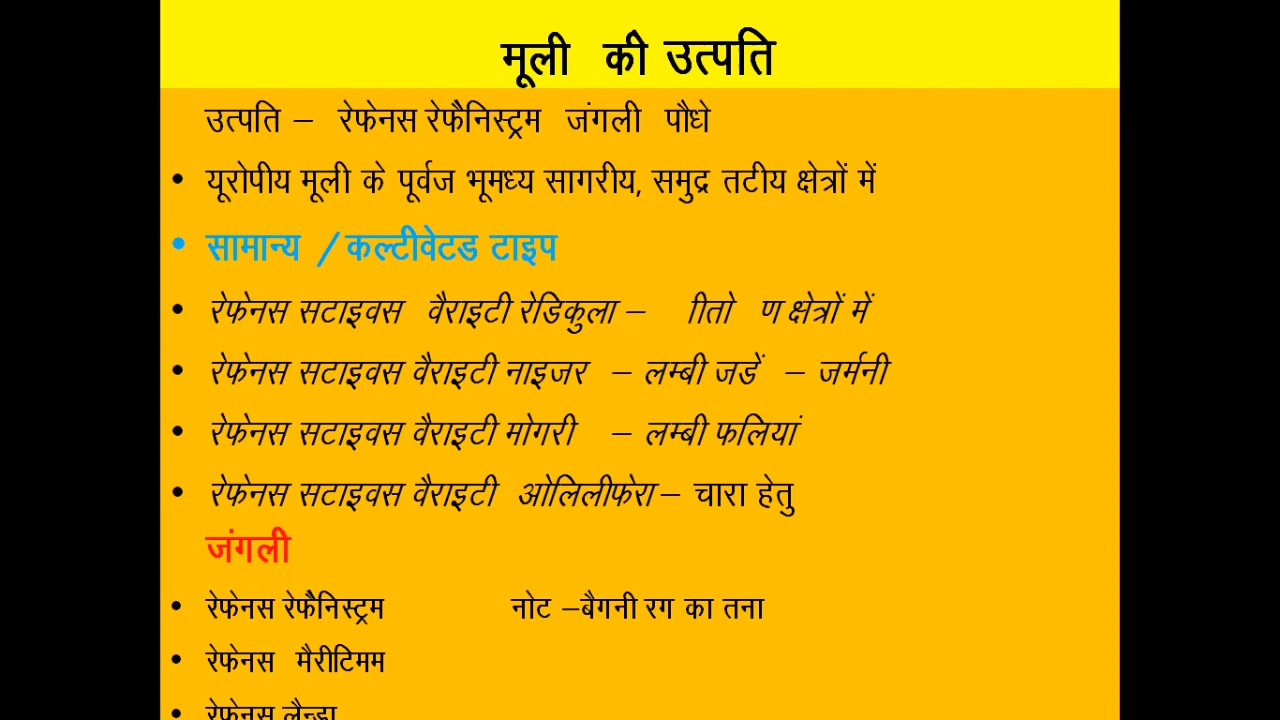 मूली की उत्पति
उत्पति – रेफेनस रेफैनिस्ट्रम जंगली पौधे
• यूरोपीय मूली के पूर्वज भूमध्य सागरीय, समुद्र तटीय क्षेत्रों में
• सामान्य / कल्टीवेटड टाइप
• रेफेनस सटाइवस वैराइटी रेडिकुला – ाीतो ण क्षेत्रों में
• रेफेनस सटाइवस वैराइटी नाइजर – लम्बी जडें – जर्मनी
• रेफेनस सटाइवस वैराइटी मोगरी – लम्बी फलियां
• रेफेनस सटाइवस वैराइटी ओलिलीफेरा – चारा हेतु
जंगली
• रेफेनस रेफैनिस्ट्रम नोट –बैगनी रग का तना
• रेफेनस मैरीटिमम
• रेफेनस लैन्डा